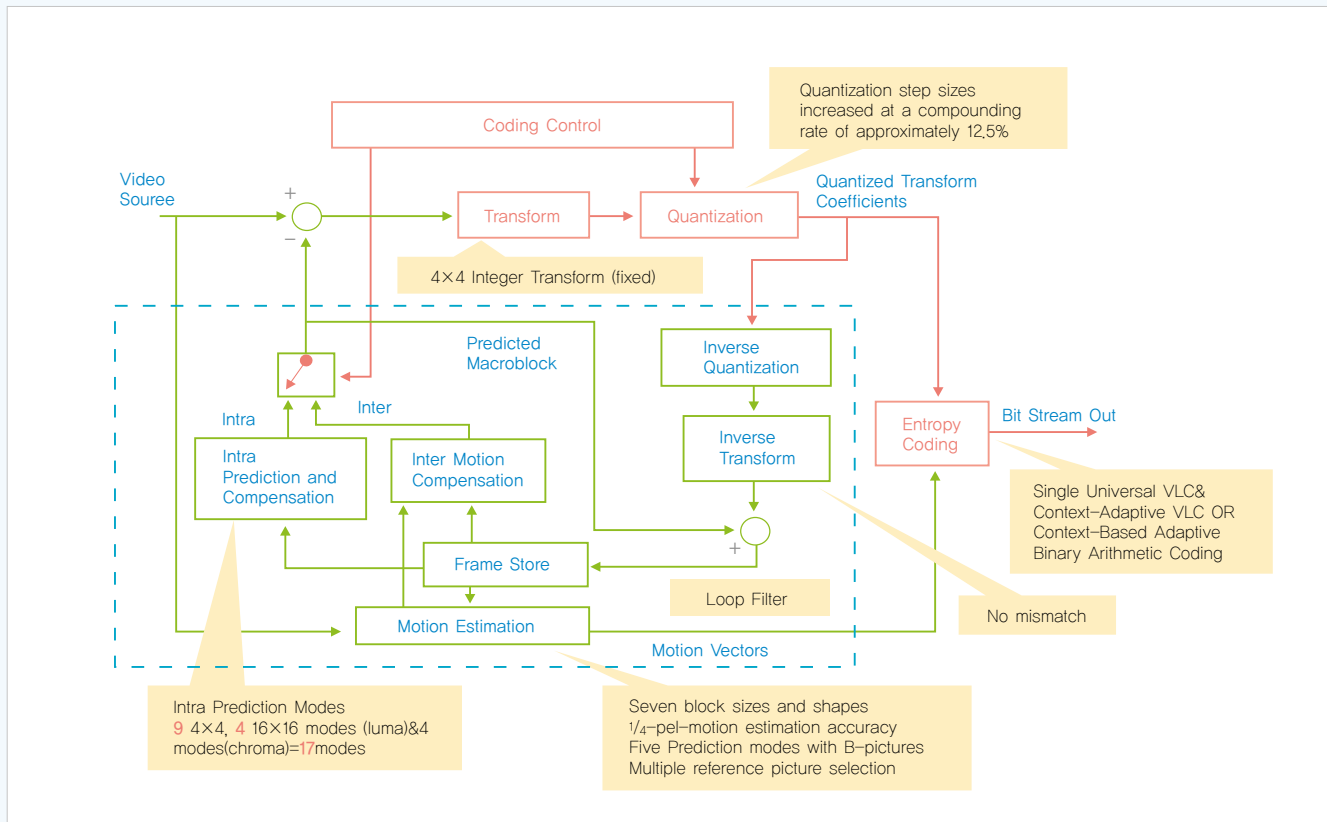 Quantization step sizes
increased at a compounding
rate of approximately 12.5%
Coding Control
Video
Souree
+
−
Transform
Quantization
Quantized Transform
Coefficients
4×4 Integer Transform (fixed)
Predicted
Macroblock
Inverse
Quantization
Intra
Inter
Entropy
Coding
Bit Stream Out
Intra
Prediction and
Compensation
Inter Motion
Compensation
Inverse
Transform
Single Universal VLC&
Context–Adaptive VLC OR
Context–Based Adaptive
Binary Arithmetic Coding
+
Frame Store
Loop Filter
No mismatch
Motion Estimation
Motion Vectors
Intra Prediction Modes
9 4×4, 4 16×16 modes (luma)&4
modes(chroma)=17modes
Seven block sizes and shapes
1/4–pel–motion estimation accuracy
Five Prediction modes with B–pictures
Multiple reference picture selection